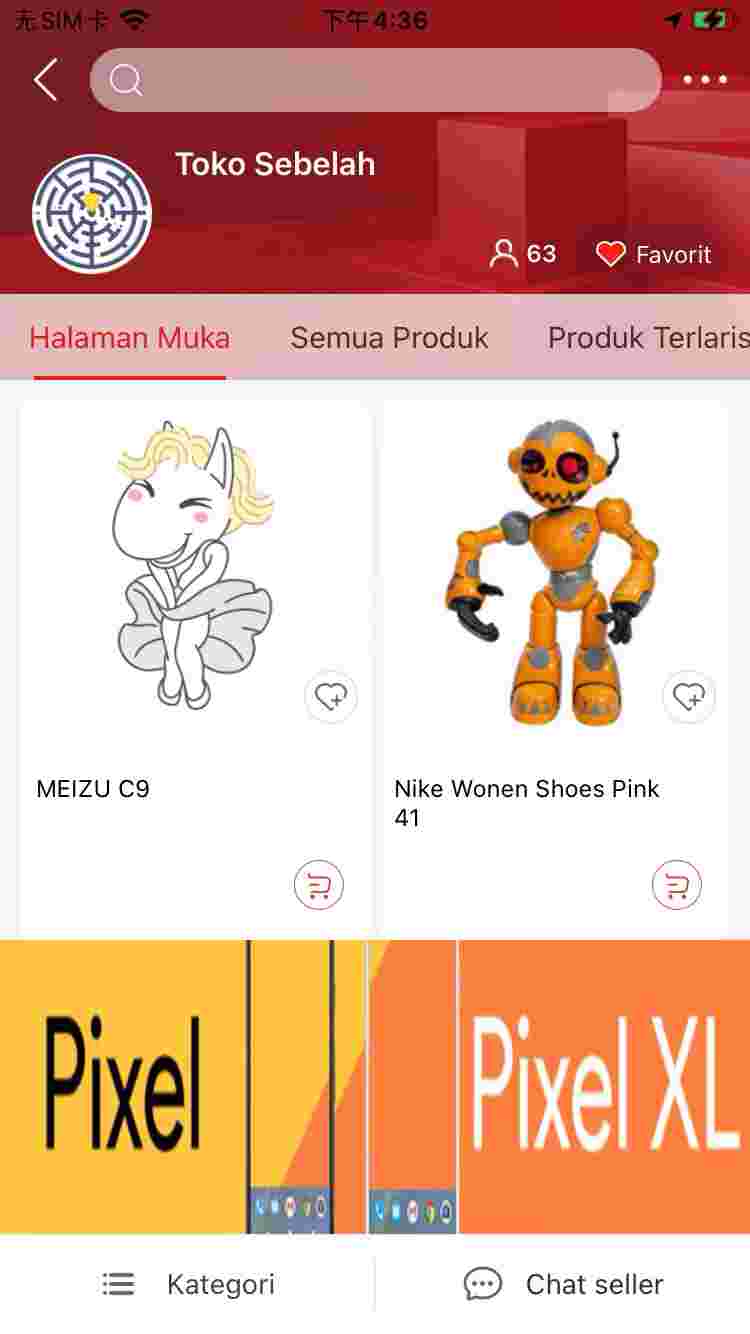 无SIM卡
下午4:36
Toko Sebelah
63
Favorit
Halaman Muka
Semua Produk
Produk Terlaris
MEIZU C9
Nike Wonen Shoes Pink
41
Pixel
Pixel XL
Kategori
Chat seller